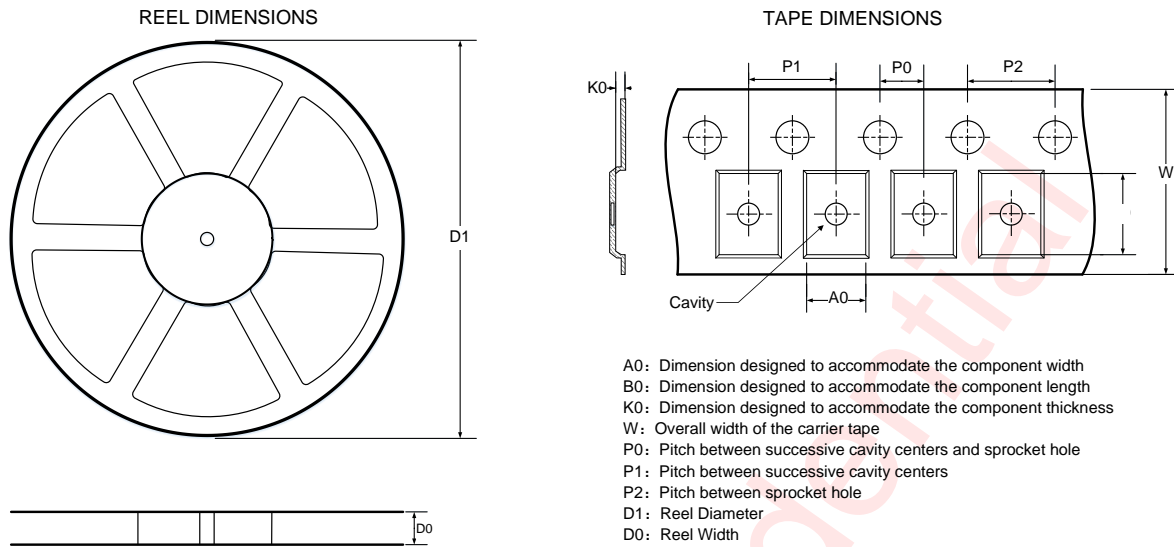 REEL DIMENSIONS
TAPE DIMENSIONS
P1
P0
P2
K0
D1
W
Cavity
A0
A0：Dimension designed to accommodate the component width
B0：Dimension designed to accommodate the component length
K0：Dimension designed to accommodate the component thickness
W：Overall width of the carrier tape
P0：Pitch between successive cavity centers and sprocket hole
P1：Pitch between successive cavity centers
P2：Pitch between sprocket hole
D1：Reel Diameter
D0：Reel Width
D0
dential